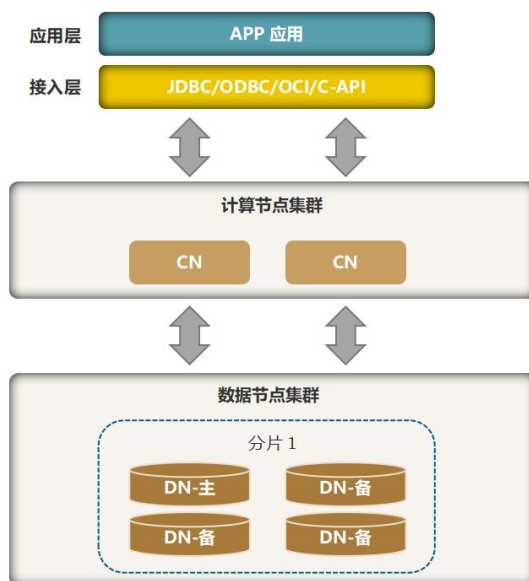 应用层 APP 应用
接入层 JDBC/ODBC/OCI/C-API
计算节点集群
CN CN
数据节点集群
分片 1
DN-主 DN-备
DN-备 DN-备